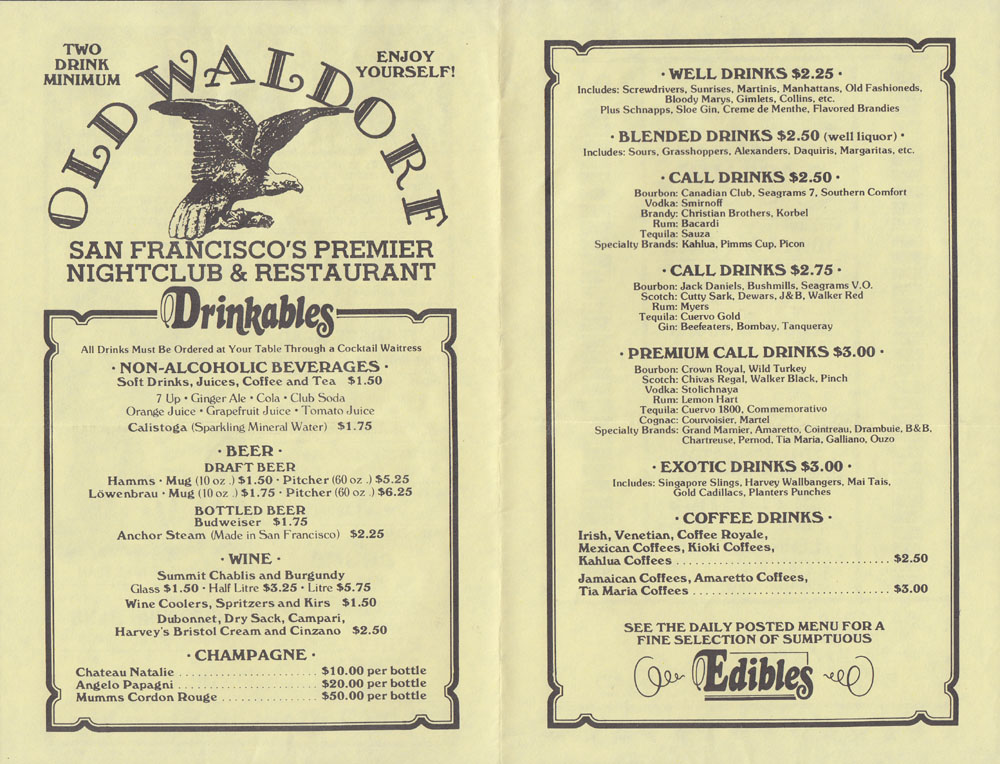 TWO
DRINK
MINIMUM
ENJOY
YOURSELF!
OLD WALDORF
SAN FRANCISCO'S PREMIER
NIGHTCLUB & RESTAURANT
Drinkables
All Drinks Must Be Ordered at Your Table Through a Cocktail Waitress
· NON-ALCOHOLIC BEVERAGES ·
Soft Drinks, Juices, Coffee and Tea $1.50
7 Up • Ginger Ale • Cola • Club Soda
Orange Juice • Grapefruit Juice • Tomato Juice
Calistoga (Sparkling Mineral Water) $1.75
· BEER ·
DRAFT BEER
Hamms · Mug (10 oz .) $1.50 · Pitcher (60 oz .) $5.25
Löwenbrau · Mug (10 oz .) $1.75 · Pitcher (60 oz .) $6.25
BOTTLED BEER
Budweiser $1.75
Anchor Steam (Made in San Francisco) $2.25
· WINE ·
Summit Chablis and Burgundy
Glass $1.50 · Half Litre $3.25 · Litre $5.75
Wine Coolers, Spritzers and Kirs $1.50
Dubonnet, Dry Sack, Campari,
Harvey's Bristol Cream and Cinzano $2.50
· CHAMPAGNE ·
Chateau Natalie ..................... $10.00 per bottle
Angelo Papagni ..................... $20.00 per bottle
Mumms Cordon Rouge .............. $50.00 per bottle
· WELL DRINKS $2.25 ·
Includes: Screwdrivers, Sunrises, Martinis, Manhattans, Old Fashioneds,
Bloody Marys, Gimlets, Collins, etc.
Plus Schnapps, Sloe Gin, Creme de Menthe, Flavored Brandies
· BLENDED DRINKS $2.50 (well liquor) ·
Includes: Sours, Grasshoppers, Alexanders, Daquiris, Margaritas, etc.
· CALL DRINKS $2.50 ·
Bourbon: Canadian Club, Seagrams 7, Southern Comfort
Vodka: Smirnoff
Brandy: Christian Brothers, Korbel
Rum: Bacardi
Tequila: Sauza
Specialty Brands: Kahlua, Pimms Cup, Picon
· CALL DRINKS $2.75 ·
Bourbon: Jack Daniels, Bushmills, Seagrams V.O.
Scotch: Cutty Sark, Dewars, J&B, Walker Red
Rum: Myers
Tequila: Cuervo Gold
Gin: Beefeaters, Bombay, Tanqueray
· PREMIUM CALL DRINKS $3.00 ·
Bourbon: Crown Royal, Wild Turkey
Scotch: Chivas Regal, Walker Black, Pinch
Vodka: Stolichnaya
Rum: Lemon Hart
Tequila: Cuervo 1800, Commemorativo
Cognac: Courvoisier, Martel
Specialty Brands: Grand Marnier, Amaretto, Cointreau, Drambuie, B&B,
Chartreuse, Pernod, Tia Maria, Galliano, Ouzo
· EXOTIC DRINKS $3.00 ·
Includes: Singapore Slings, Harvey Wallbangers, Mai Tais,
Gold Cadillacs, Planters Punches
· COFFEE DRINKS ·
Irish, Venetian, Coffee Royale,
Mexican Coffees, Kioki Coffees,
Kahlua Coffees .................................. $2.50
Jamaican Coffees, Amaretto Coffees,
Tia Maria Coffees ............................... $3.00
SEE THE DAILY POSTED MENU FOR A
FINE SELECTION OF SUMPTUOUS
Edibles